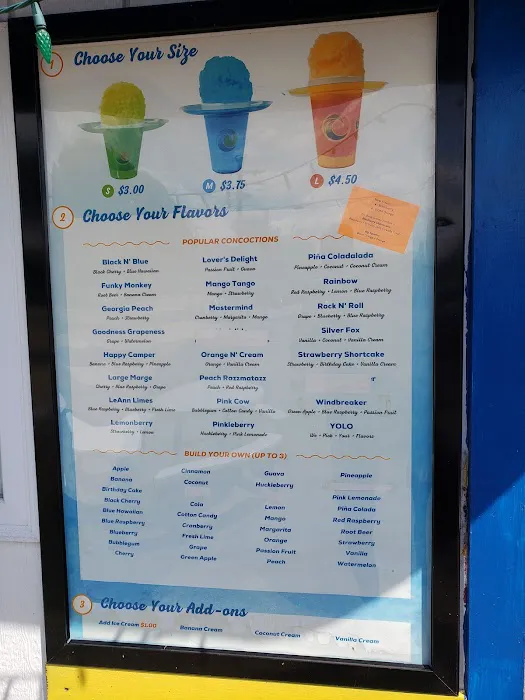 1 Choose Your Size
S $3.00
M $3.75
L $4.50
2 Choose Your Flavors
POPULAR CONCOCTIONS
Black N' Blue
Black Cherry • Blue Hawaiian
Funky Monkey
Root Beer • Banana Cream
Georgia Peach
Peach • Strawberry
Goodness Grapeness
Grape • Watermelon
Happy Camper
Banana • Blue Raspberry • Pineapple
Large Marge
Cherry • Blue Raspberry • Grape
LeAnn Limes
Blue Raspberry • Blueberry • Fresh Lime
Lemonberry
Strawberry • Lemon
Lover's Delight
Passion Fruit • Guava
Mango Tango
Mango • Strawberry
Mastermind
Cranberry • Margarita • Mango
Orange N' Cream
Orange • Vanilla Cream
Peach Razzmatazz
Peach • Red Raspberry
Pink Cow
Bubblegum • Cotton Candy • Vanilla
Pinkleberry
Huckleberry • Pink Lemonade
Piña Coladalada
Pineapple • Coconut • Coconut Cream
Rainbow
Red Raspberry • Lemon • Blue Raspberry
Rock N' Roll
Grape • Blueberry • Blue Raspberry
Silver Fox
Vanilla • Coconut • Vanilla Cream
Strawberry Shortcake
Strawberry • Birthday Cake • Vanilla Cream
Windbreaker
Green Apple • Blue Raspberry • Passion Fruit
YOLO
We • Pick • Your • Flavors
BUILD YOUR OWN (UP TO 3)
Apple
Banana
Birthday Cake
Black Cherry
Blue Hawaiian
Blue Raspberry
Blueberry
Bubblegum
Cherry
Cinnamon
Coconut
Cola
Cotton Candy
Cranberry
Fresh Lime
Grape
Green Apple
Guava
Huckleberry
Lemon
Mango
Margarita
Orange
Passion Fruit
Peach
Pineapple
Pink Lemonade
Piña Colada
Red Raspberry
Root Beer
Strawberry
Vanilla
Watermelon
3 Choose Your Add-ons
Add Ice Cream $1.00
Banana Cream
Coconut Cream
Vanilla Cream